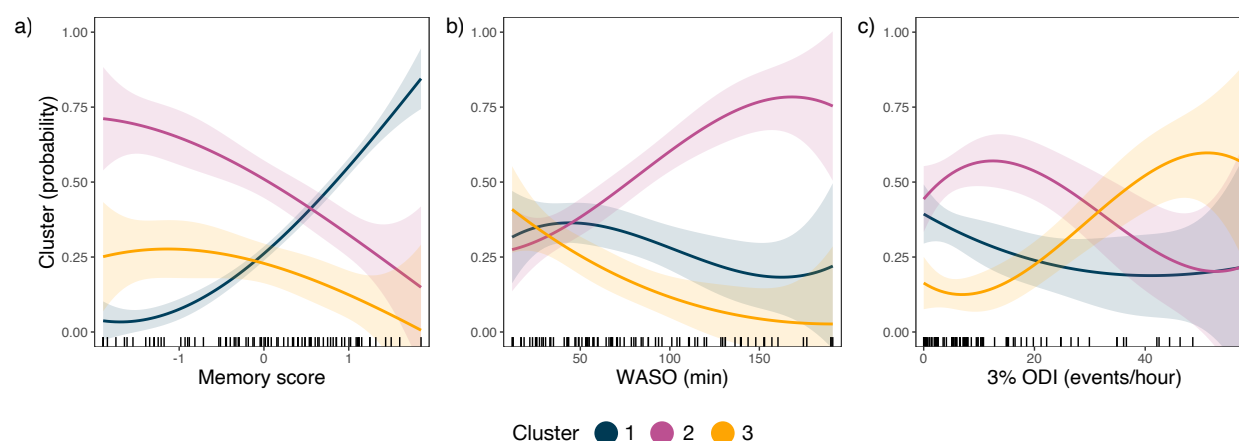 a)
b)
c)
Cluster (probability)
1.00
0.75
0.50
0.25
0.00
-1 0 1
Memory score
1.00
0.75
0.50
0.25
0.00
50 100 150
WASO (min)
1.00
0.75
0.50
0.25
0.00
0 20 40
3% ODI (events/hour)
Cluster 1 2 3